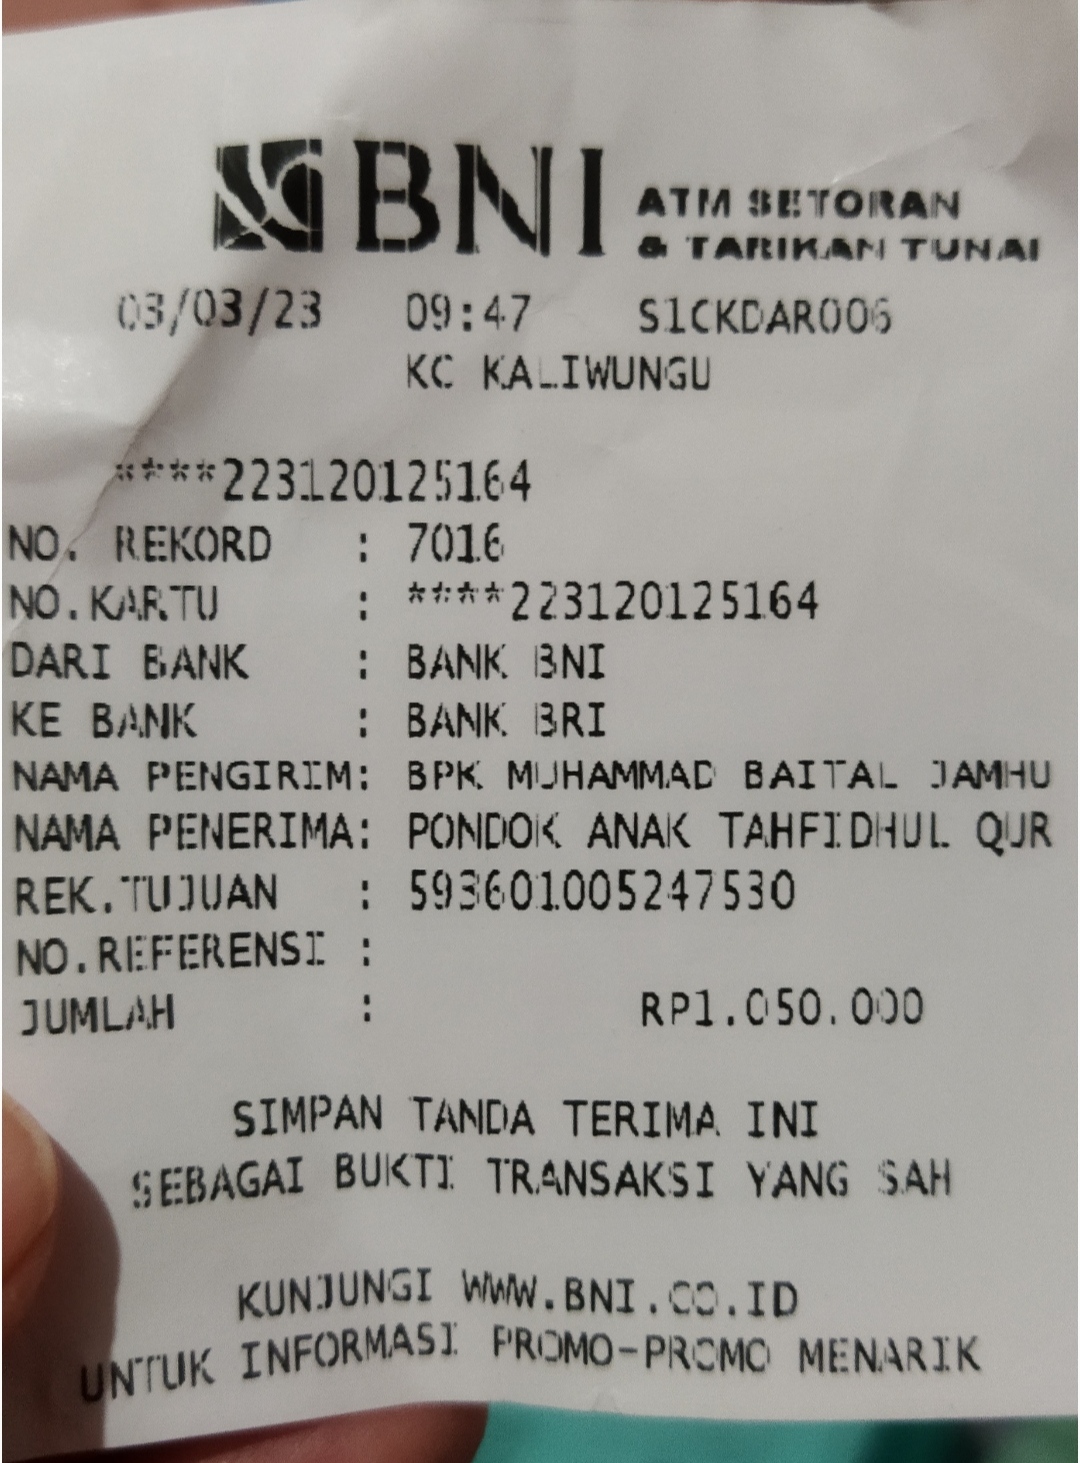 BNI ATM SETORAN
& TARIKAN TUNAI
03/03/23 09:47 S1CKDAR006
KC KALIWUNGU
****223120125164
NO. REKORD : 7016
NO.KARTU : ****223120125164
DARI BANK : BANK BNI
KE BANK : BANK BRI
NAMA PENGIRIM: BPK MUHAMMAD BAITAL JAMHU
NAMA PENERIMA: PONDOK ANAK TAHFIDHUL QUR
REK.TUJUAN : 593601005247530
NO.REFERENSI :
JUMLAH : RP1.050.000
SIMPAN TANDA TERIMA INI
SEBAGAI BUKTI TRANSAKSI YANG SAH
KUNJUNGI WWW.BNI.CO.ID
UNTUK INFORMASI PROMO-PROMO MENARIK